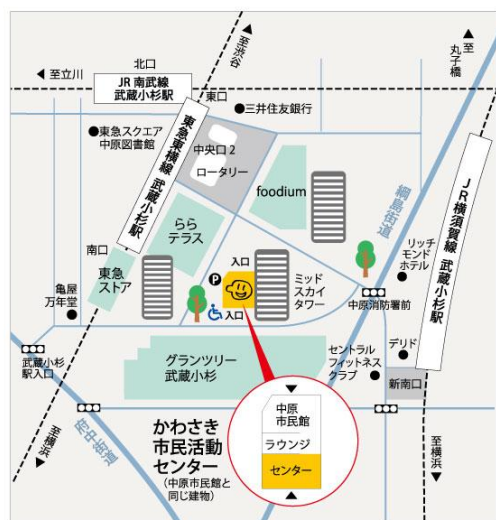 至渋谷
至
丸子橋
北口
至立川
JR 南武線
武蔵小杉駅
東口
三井住友銀行
東急スクエア
中原図書館
東急東横線 武蔵小杉駅
中央口 2
ロータリー
foodium
綱島街道
JR横須賀線 武蔵小杉駅
らら
テラス
南口
東急
ストア
入口
P
ミッド
スカイ
タワー
リッチ
モンド
ホテル
亀屋
万年堂
入口
中原消防署前
武蔵小杉
駅入口
グランツリー
武蔵小杉
セントラル
フィットネス
クラブ
デリド
新南口
至横浜
府中街道
かわさき
市民活動
センター
(中原市民館と
同じ建物)
中原
市民館
ラウンジ
センター
至横浜